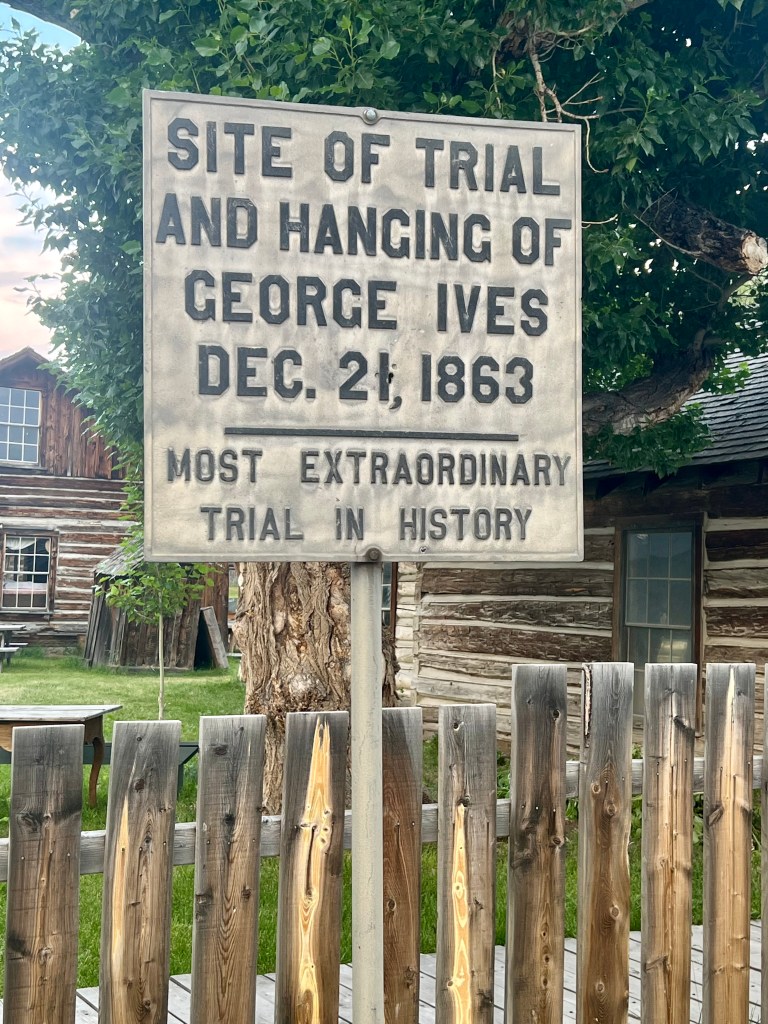 SITE OF TRIAL
AND HANGING OF
GEORGE IVES
DEC. 21, 1863
MOST EXTRAORDINARY
TRIAL IN HISTORY